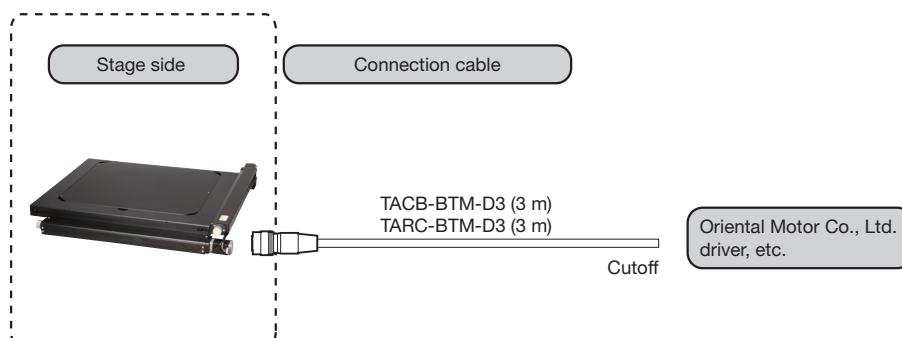 Stage side
Connection cable
TACB-BTM-D3 (3 m)
TARC-BTM-D3 (3 m)
Cutoff
Oriental Motor Co., Ltd.
driver, etc.